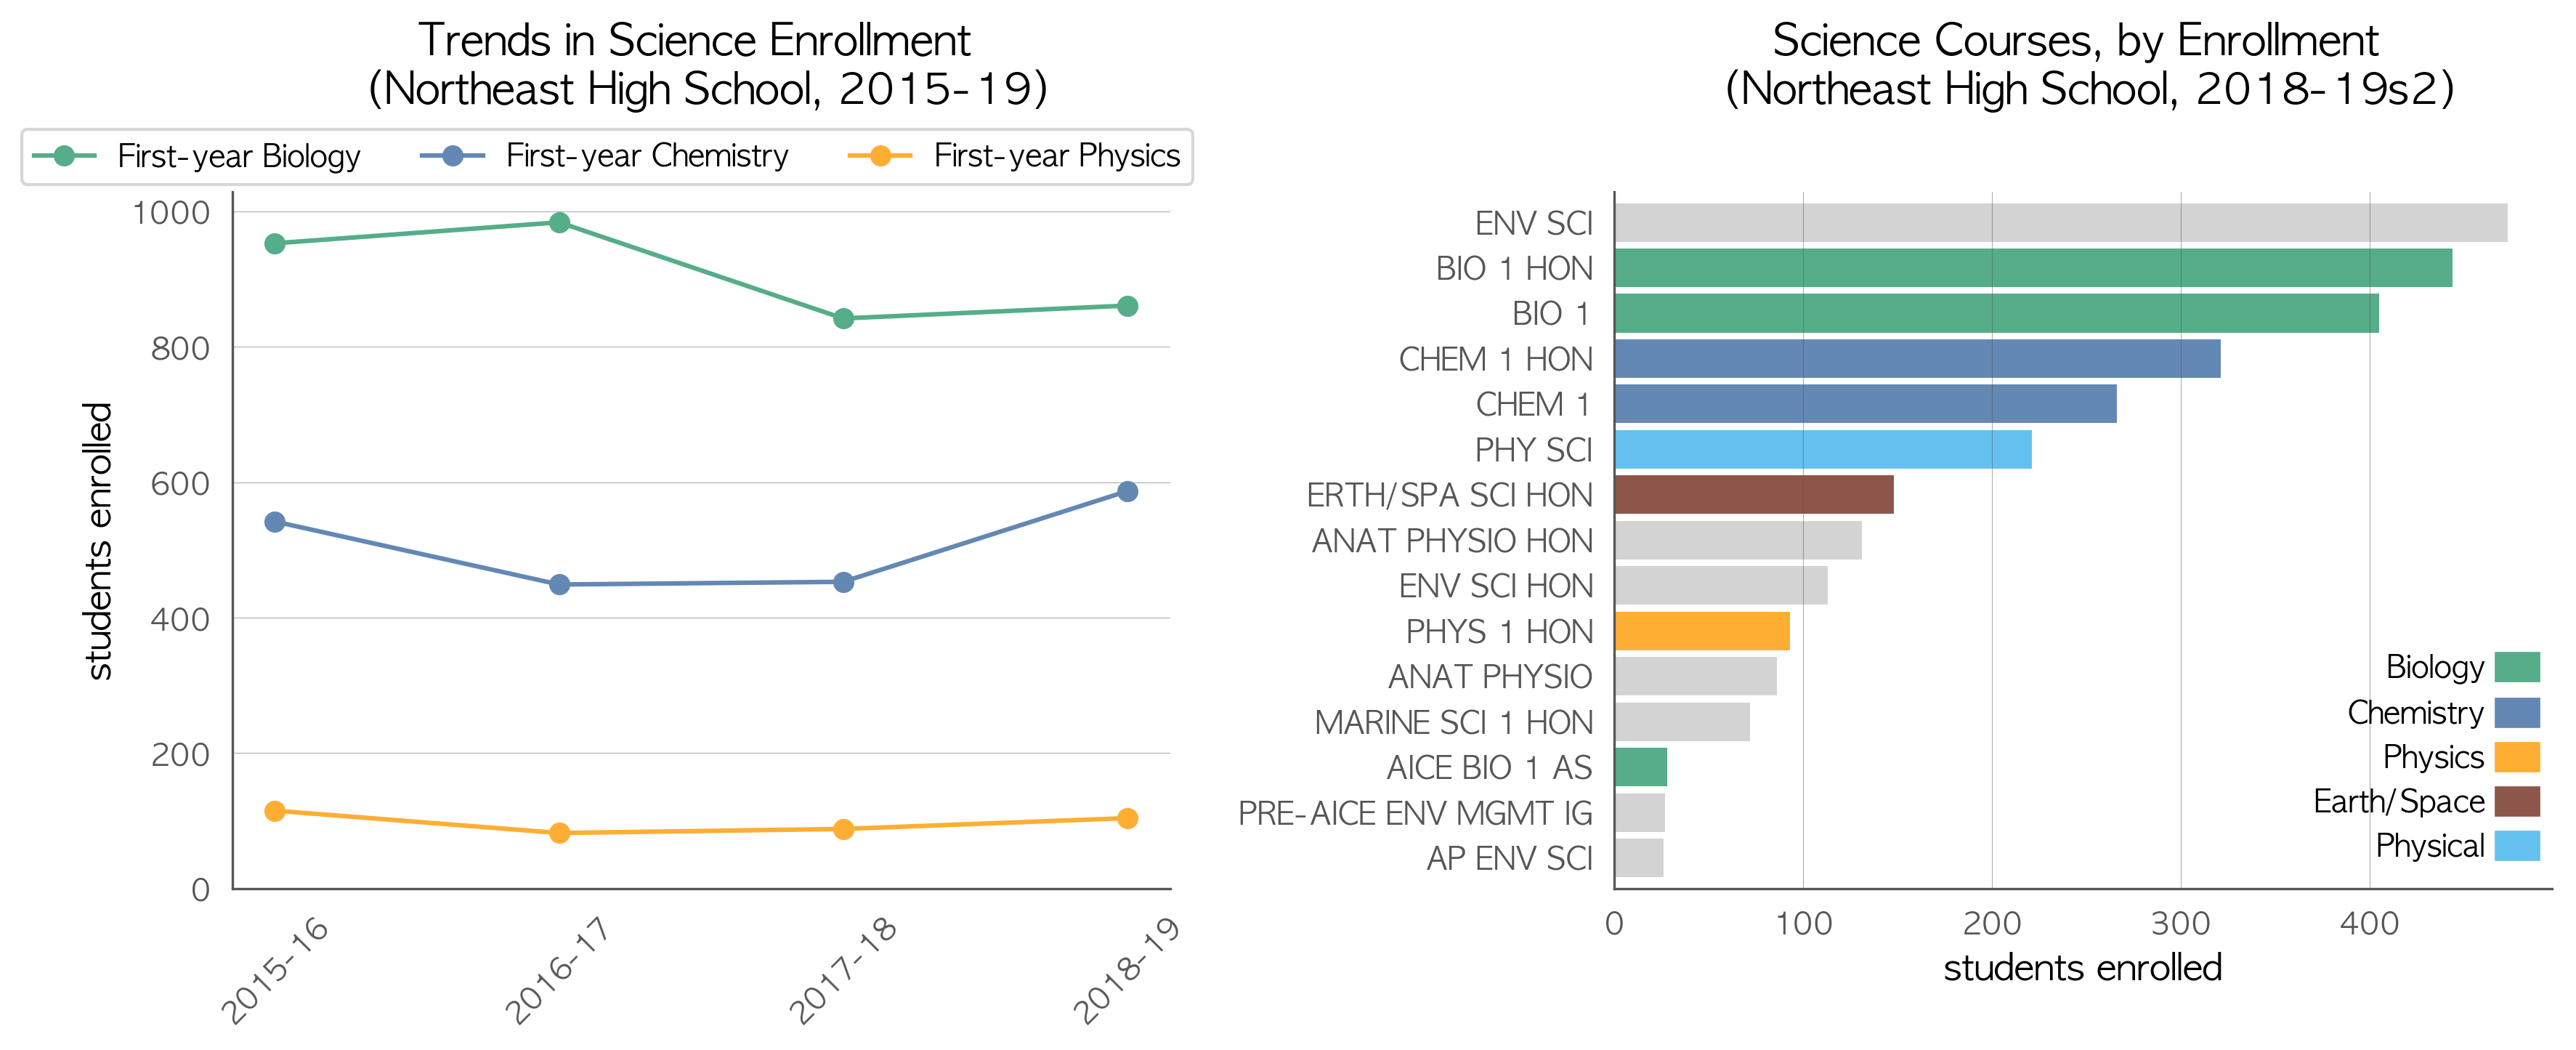 Trends in Science Enrollment
(Northeast High School, 2015-19)
First-year Biology
First-year Chemistry
First-year Physics
1000
800
600
400
200
0
students enrolled
2015-16
2016-17
2017-18
2018-19
Science Courses, by Enrollment
(Northeast High School, 2018-19s2)
ENV SCI
BIO 1 HON
BIO 1
CHEM 1 HON
CHEM 1
PHY SCI
ERTH/SPA SCI HON
ANAT PHYSIO HON
ENV SCI HON
PHYS 1 HON
ANAT PHYSIO
MARINE SCI 1 HON
AICE BIO 1 AS
PRE-AICE ENV MGMT IG
AP ENV SCI
Biology
Chemistry
Physics
Earth/Space
Physical
0
100
200
300
400
students enrolled